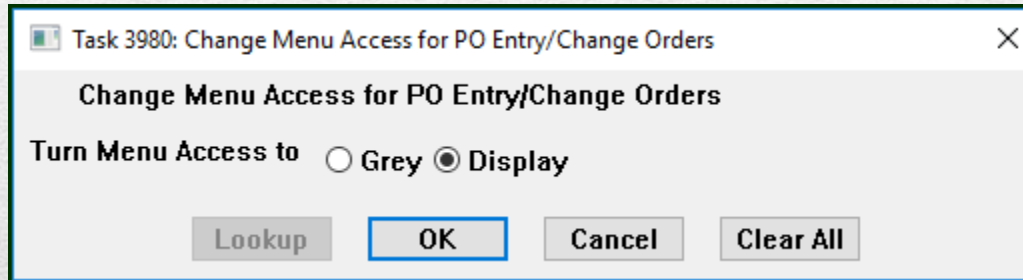 Task 3980: Change Menu Access for PO Entry/Change Orders
Change Menu Access for PO Entry/Change Orders
Turn Menu Access to Grey Display
Lookup OK Cancel Clear All